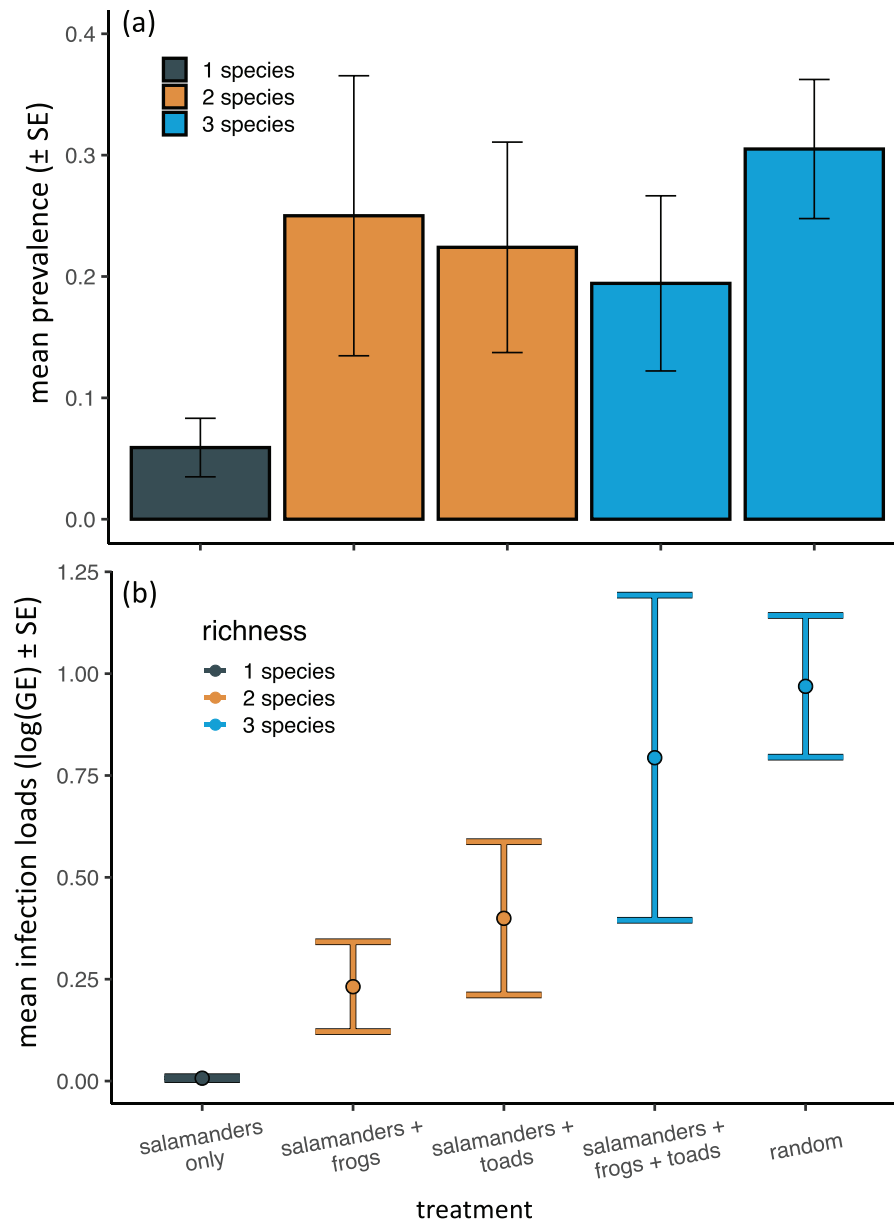 (a)
1 species
2 species
3 species
mean prevalence (± SE)
0.4
0.3
0.2
0.1
0.0
(b)
richness
1 species
2 species
3 species
mean infection loads (log(GE) ± SE)
1.25
1.00
0.75
0.50
0.25
0.00
salamanders
only
salamanders +
frogs
salamanders +
toads
salamanders +
frogs + toads
random
treatment